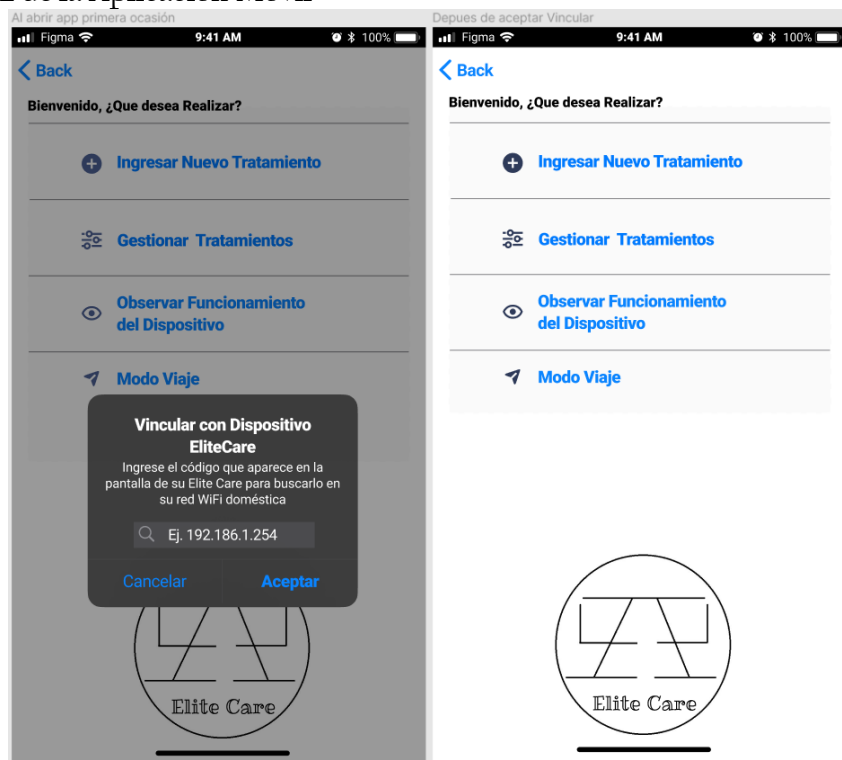 de la Aplicación Móvil
Al abrir app primera ocasión
Figma 9:41 AM 100%
Back
Bienvenido, ¿Que desea Realizar?
Ingresar Nuevo Tratamiento
Gestionar Tratamientos
Observar Funcionamiento
del Dispositivo
Modo Viaje
Vincular con Dispositivo
EliteCare
Ingrese el código que aparece en la
pantalla de su Elite Care para buscarlo en
su red WiFi doméstica
Ej. 192.186.1.254
Cancelar Aceptar
Elite Care
Depues de aceptar Vincular
Figma 9:41 AM 100%
Back
Bienvenido, ¿Que desea Realizar?
Ingresar Nuevo Tratamiento
Gestionar Tratamientos
Observar Funcionamiento
del Dispositivo
Modo Viaje
Elite Care